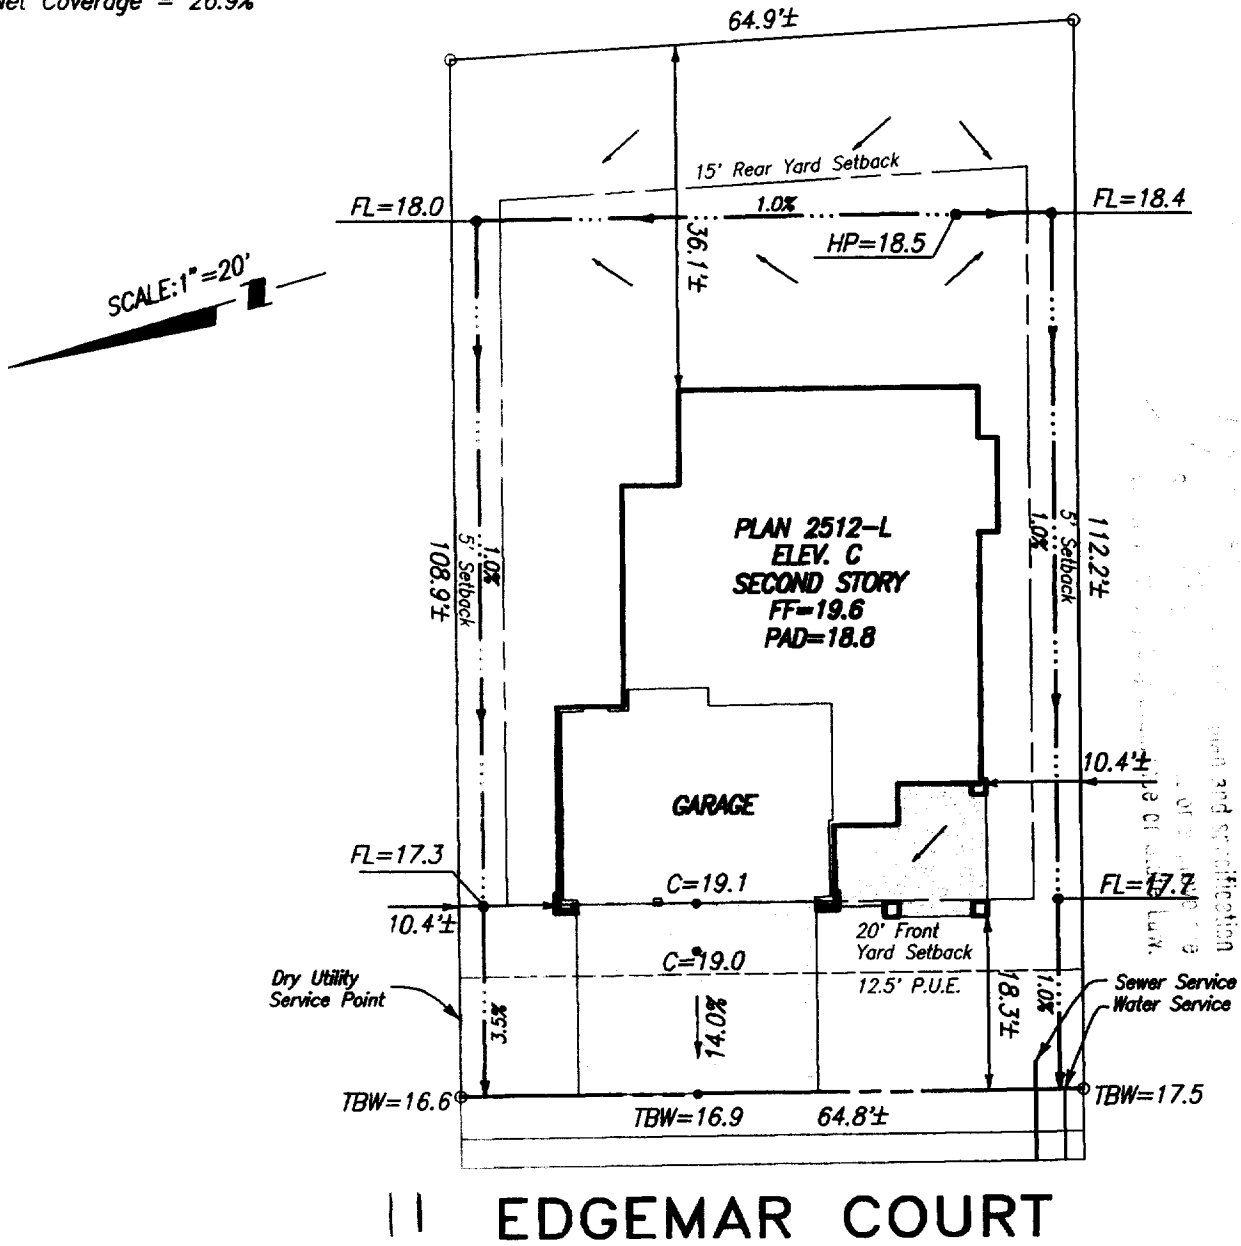 Net Coverage = 26.9%
64.9'±
15' Rear Yard Setback
FL=18.0
1.0%
FL=18.4
HP=18.5
36.1'±
SCALE: 1"=20'
PLAN 2512-L
ELEV. C
SECOND STORY
FF=19.6
PAD=18.8
108.9'±
5' Setback
1.0%
1.0%
5' Setback
112.2'±
10.4'±
GARAGE
FL=17.3
C=19.1
FL=17.7
10.4'±
20' Front
Yard Setback
C=19.0
12.5' P.U.E.
Dry Utility
Service Point
3.5%
14.0%
18.3'±
1.0%
Sewer Service
Water Service
TBW=16.6
TBW=16.9
64.8'±
TBW=17.5
11 EDGEMAR COURT